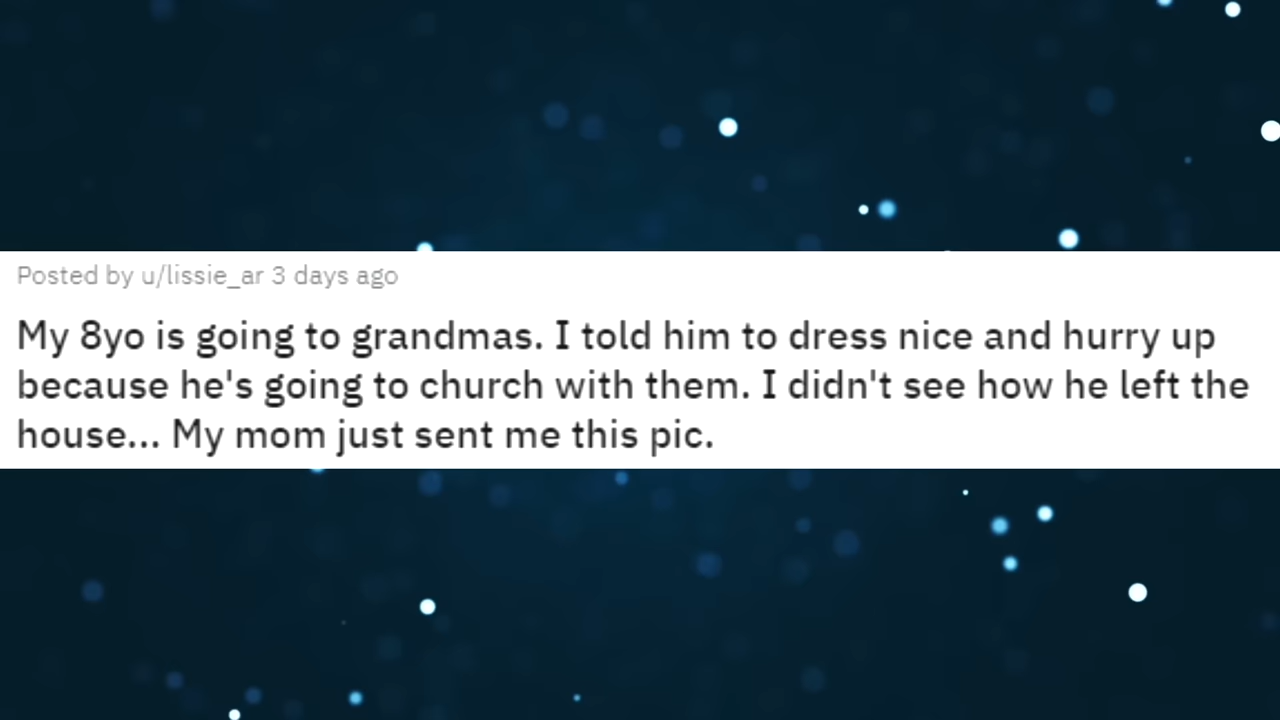 Posted by u/lissie_ar 3 days ago
My 8yo is going to grandmas. I told him to dress nice and hurry up
because he's going to church with them. I didn't see how he left the
house... My mom just sent me this pic.